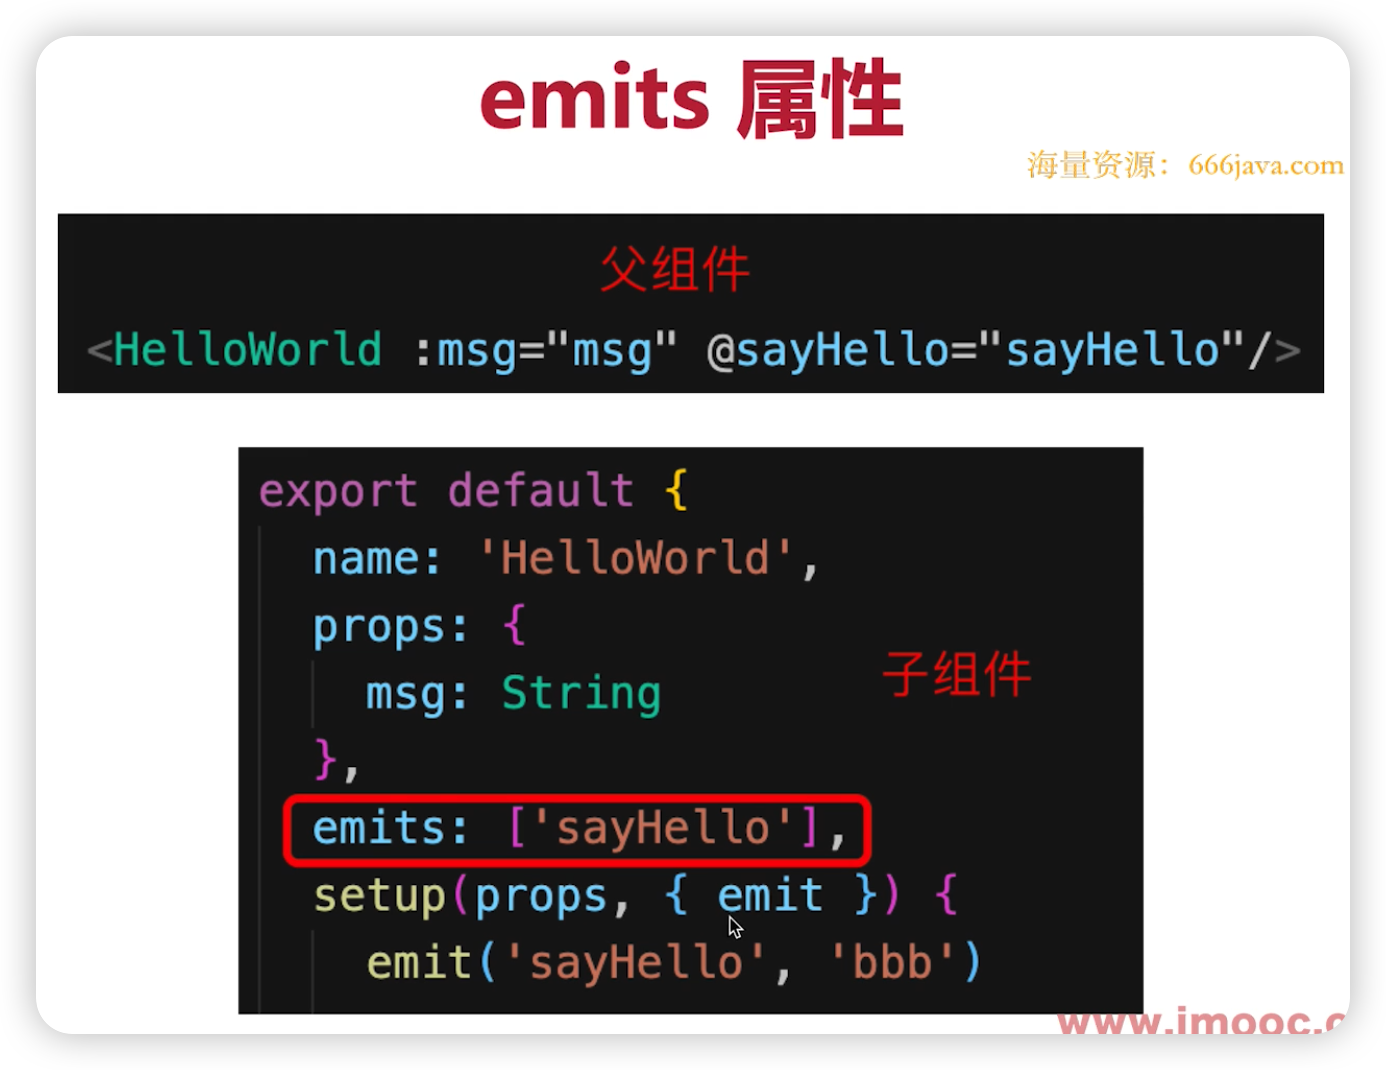 emits 属性
海量资源：666java.com
父组件
<HelloWorld :msg="msg" @sayHello="sayHello"/>
export default {
name: 'HelloWorld',
props: {
子组件
msg: String
},
emits: ['sayHello'],
setup(props, { emit }) {
emit('sayHello', 'bbb')
www.imooc.c